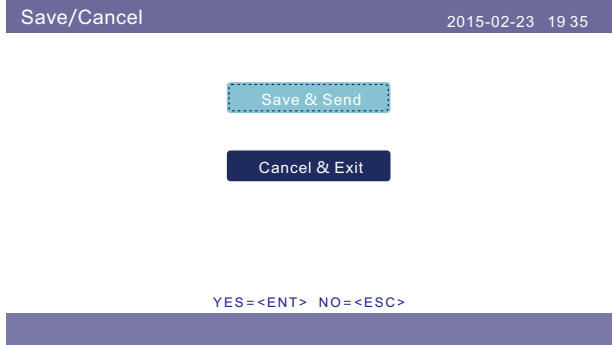 Save/Cancel 2015-02-23 19 35
Save & Send
Cancel & Exit
YES=<ENT> NO=<ESC>